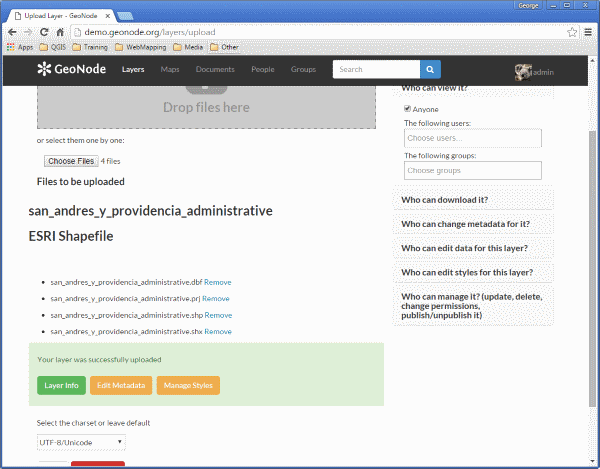 George
Upload Layer - GeoNode
demo.geonode.org/layers/upload
Apps QGIS Training WebMapping Media Other
GeoNode Layers Maps Documents People Groups Search admin
Drop files here
or select them one by one:
Choose Files 4 files
Files to be uploaded
san_andres_y_providencia_administrative
ESRI Shapefile
san_andres_y_providencia_administrative.dbf Remove
san_andres_y_providencia_administrative.prj Remove
san_andres_y_providencia_administrative.shp Remove
san_andres_y_providencia_administrative.shx Remove
Your layer was successfully uploaded
Layer Info Edit Metadata Manage Styles
Select the charset or leave default
UTF-8/Unicode
Who can view it?
Anyone
The following users:
Choose users...
The following groups:
Choose groups
Who can download it?
Who can change metadata for it?
Who can edit data for this layer?
Who can edit styles for this layer?
Who can manage it? (update, delete,
change permissions,
publish/unpublish it)